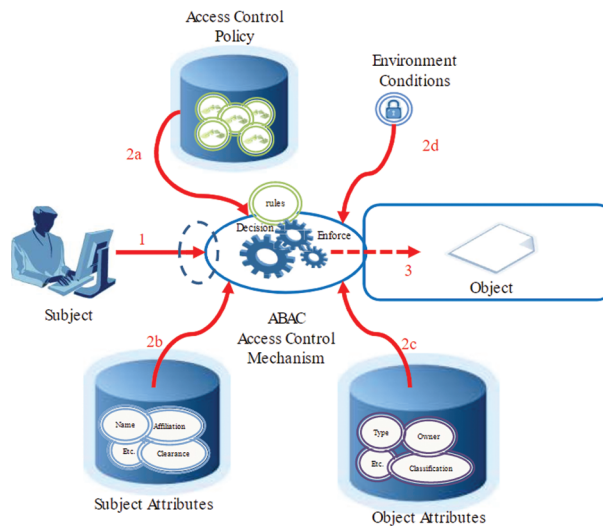 Access Control
Policy
Environment
Conditions
2a
2d
rules
Decision
Enforce
1
3
Subject
Object
ABAC
Access Control
Mechanism
2b
2c
Name
Affiliation
Etc.
Clearance
Type
Owner
Etc.
Classification
Subject Attributes
Object Attributes